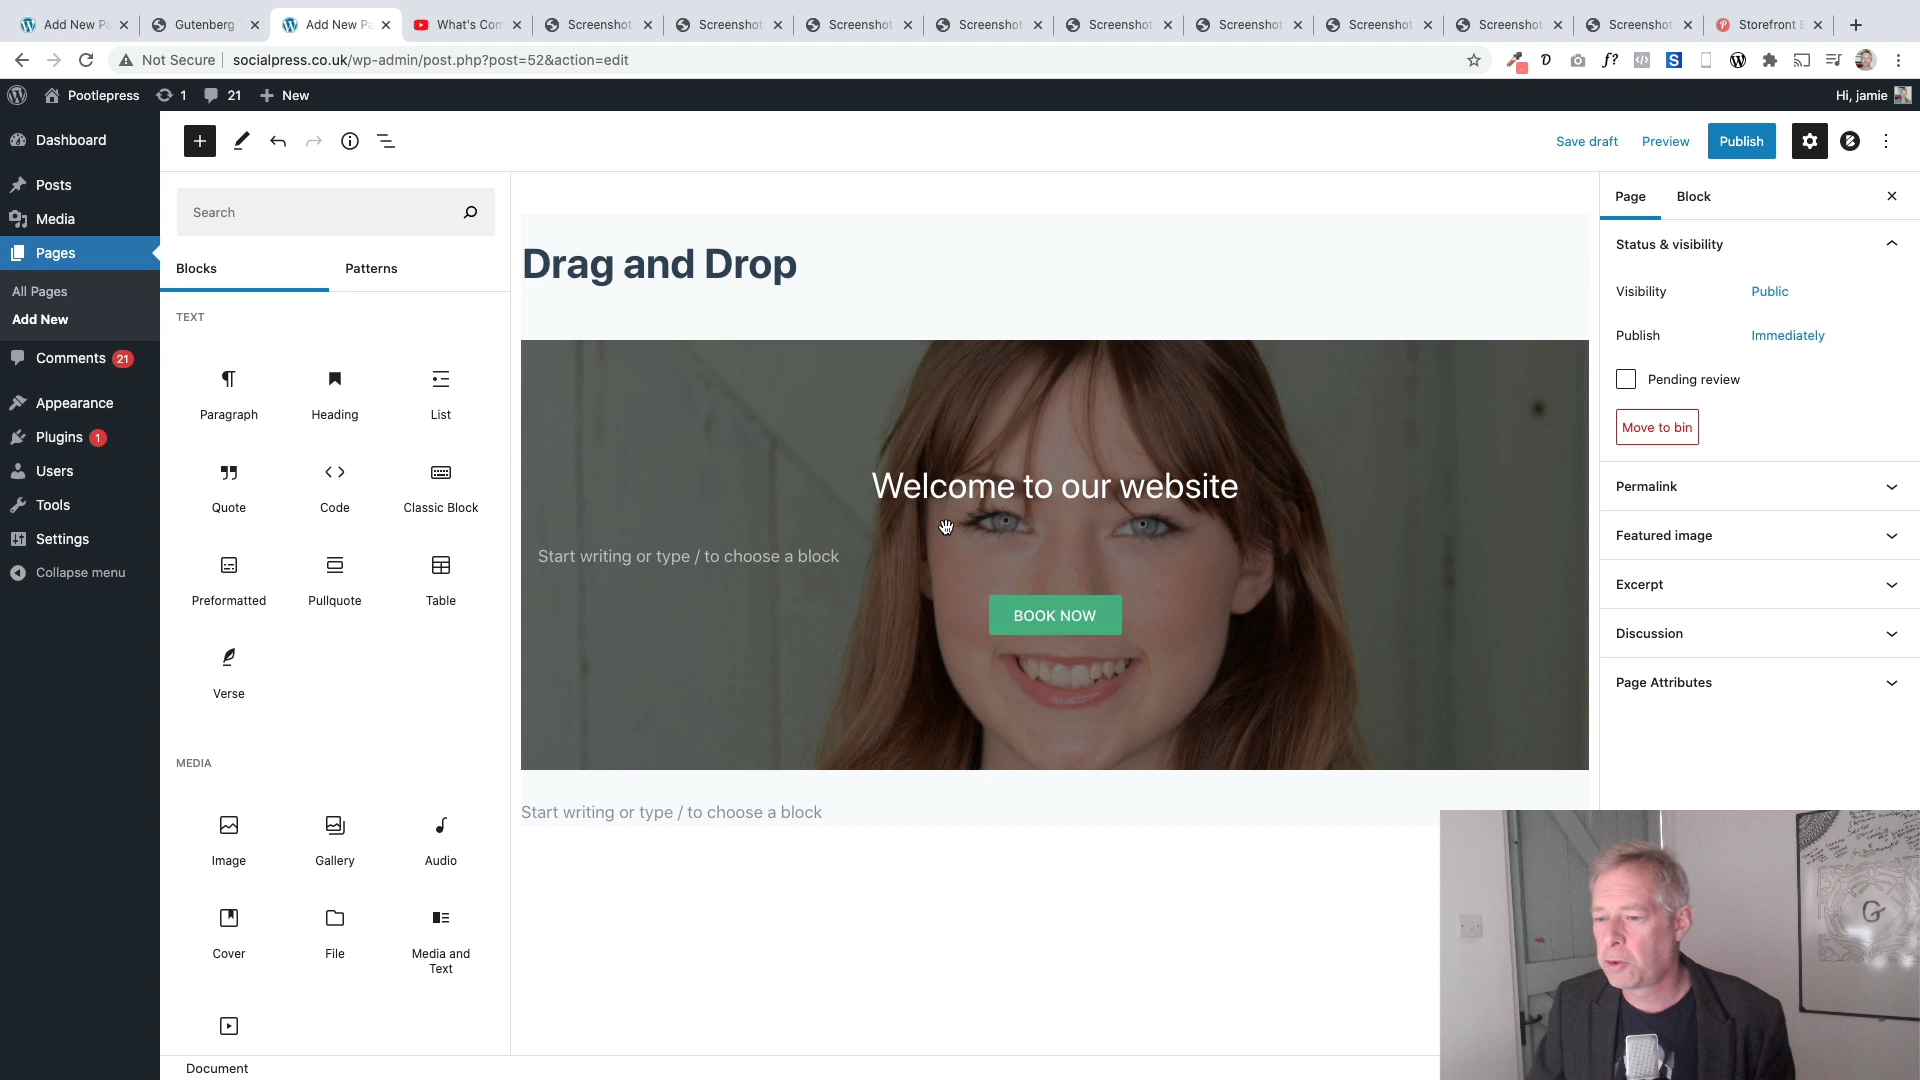 Add New Pa
Gutenberg
Add New Pa
What's Com
Screenshot
Screenshot
Screenshot
Screenshot
Screenshot
Screenshot
Screenshot
Screenshot
Screenshot
Storefront
Not Secure
socialpress.co.uk/wp-admin/post.php?post=52&action=edit
Pootlepress 1 21 New
Hi, jamie
Dashboard
Posts
Media
Pages
All Pages
Add New
Comments 21
Appearance
Plugins 1
Users
Tools
Settings
Collapse menu
Save draft Preview Publish
Search
Blocks Patterns
TEXT
Paragraph Heading List
Quote Code Classic Block
Preformatted Pullquote Table
Verse
MEDIA
Image Gallery Audio
Cover File Media and
Text
Document
Drag and Drop
Welcome to our website
Start writing or type / to choose a block
BOOK NOW
Start writing or type / to choose a block
Page Block
Status & visibility
Visibility Public
Publish Immediately
Pending review
Move to bin
Permalink
Featured image
Excerpt
Discussion
Page Attributes
G